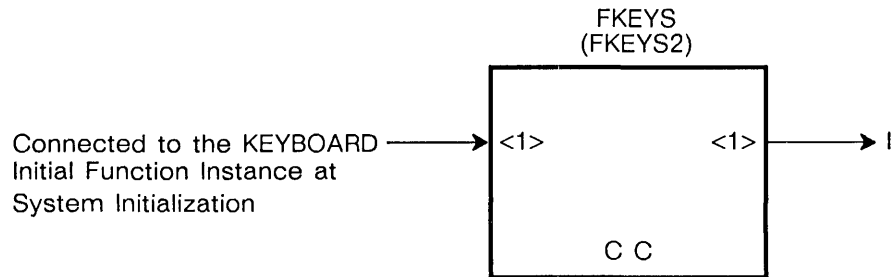 FKEYS
(FKEYS2)
Connected to the KEYBOARD
Initial Function Instance at
System Initialization
<1>
<1>
I
C C